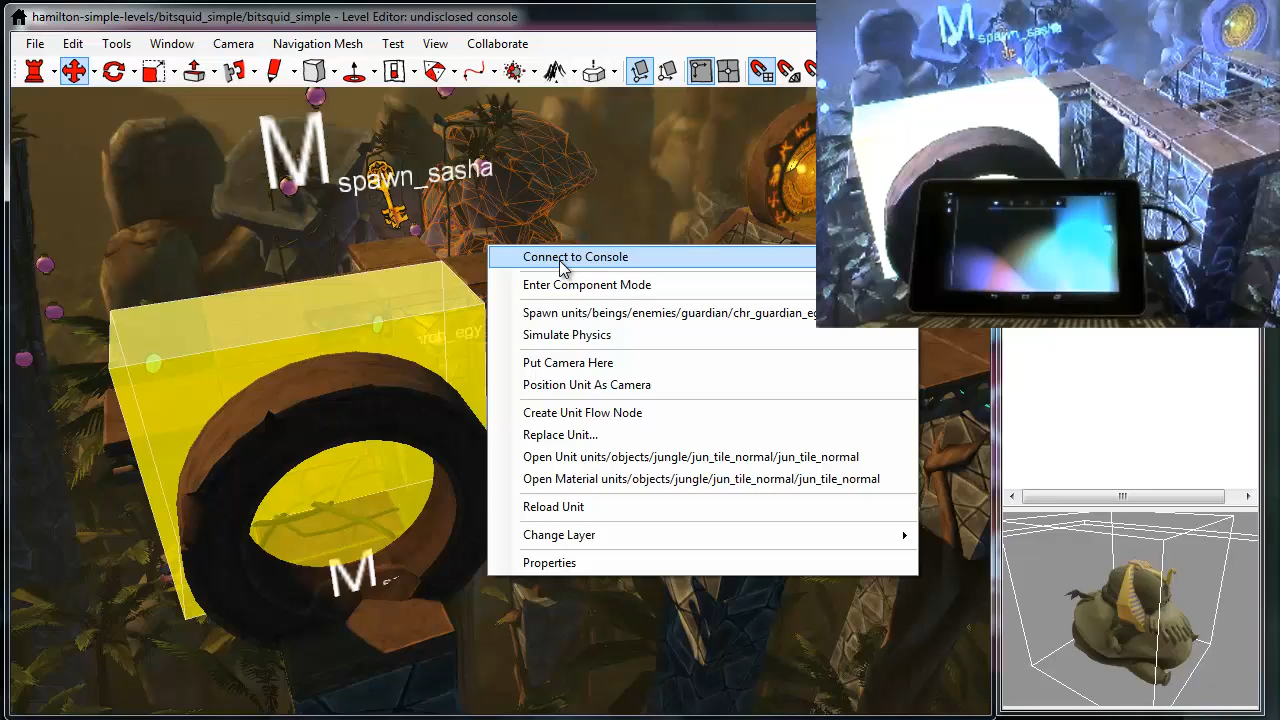 hamilton-simple-levels/bitsquid_simple/bitsquid_simple - Level Editor: undisclosed console
File Edit Tools Window Camera Navigation Mesh Test View Collaborate
M spawn_sasha
M spawn_sasha
Connect to Console
Enter Component Mode
Spawn units/beings/enemies/guardian/chr_guardian_eg
Simulate Physics
Put Camera Here
Position Unit As Camera
Create Unit Flow Node
Replace Unit...
Open Unit units/objects/jungle/jun_tile_normal/jun_tile_normal
Open Material units/objects/jungle/jun_tile_normal/jun_tile_normal
Reload Unit
Change Layer
Properties
M